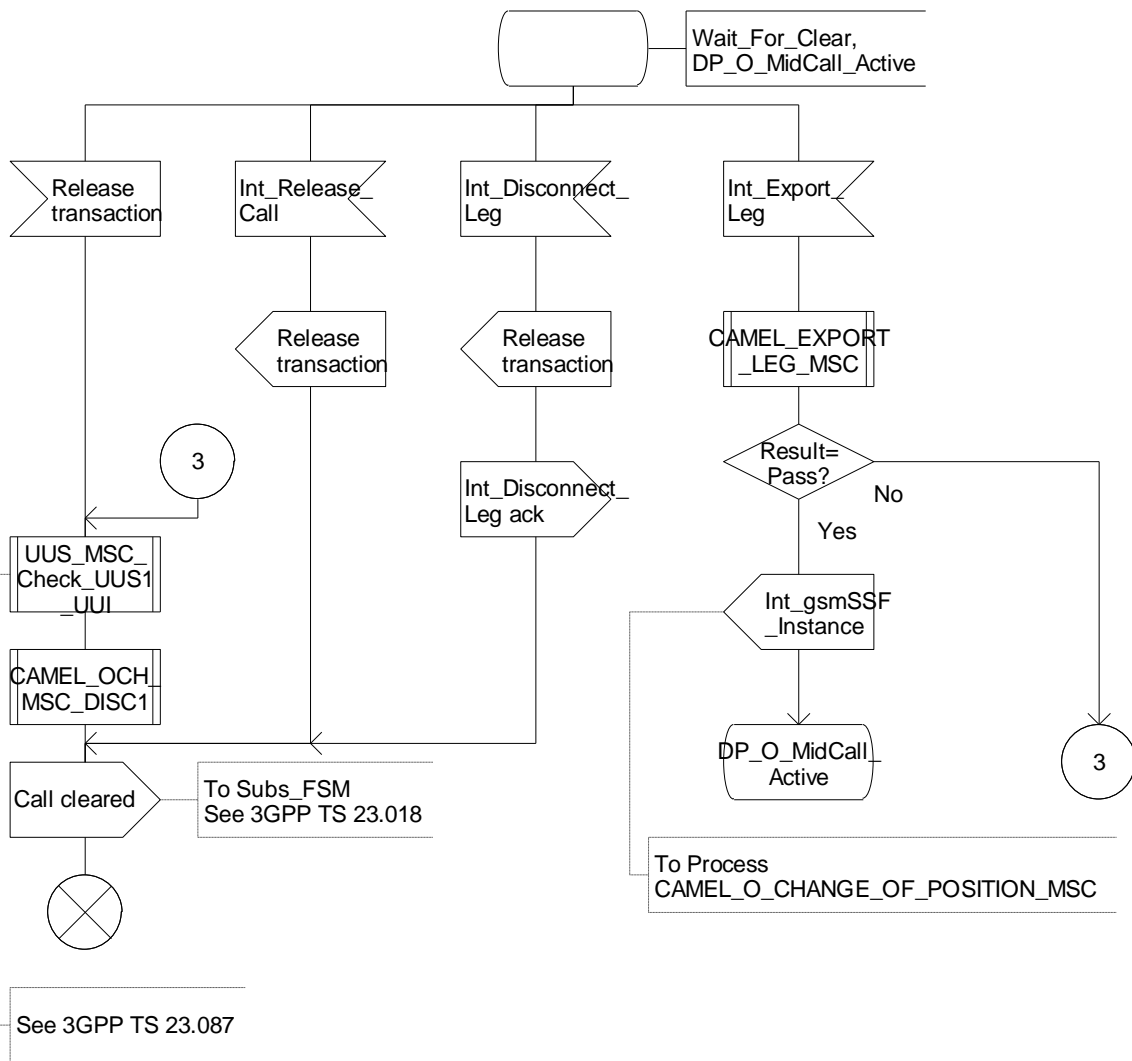 Wait_For_Clear,
DP_O_MidCall_Active
Release
transaction
Int_Release_
Call
Int_Disconnect_
Leg
Int_Export_
Leg
Release
transaction
Release
transaction
CAMEL_EXPORT
_LEG_MSC
3
Result=
Pass?
No
Yes
Int_Disconnect_
Leg ack
UUS_MSC_
Check_UUS1
_UUI
Int_gsmSSF
_Instance
CAMEL_OCH_
MSC_DISC1
DP_O_MidCall_
Active
3
Call cleared
To Subs_FSM
See 3GPP TS 23.018
To Process
CAMEL_O_CHANGE_OF_POSITION_MSC
See 3GPP TS 23.087